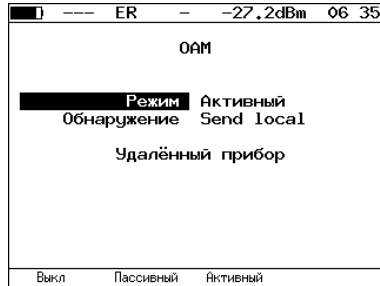 --- ER - -27.2dBm 06 35
OAM
Режим Активный
Обнаружение Send local
Удалённый прибор
Выкл Пассивный Активный